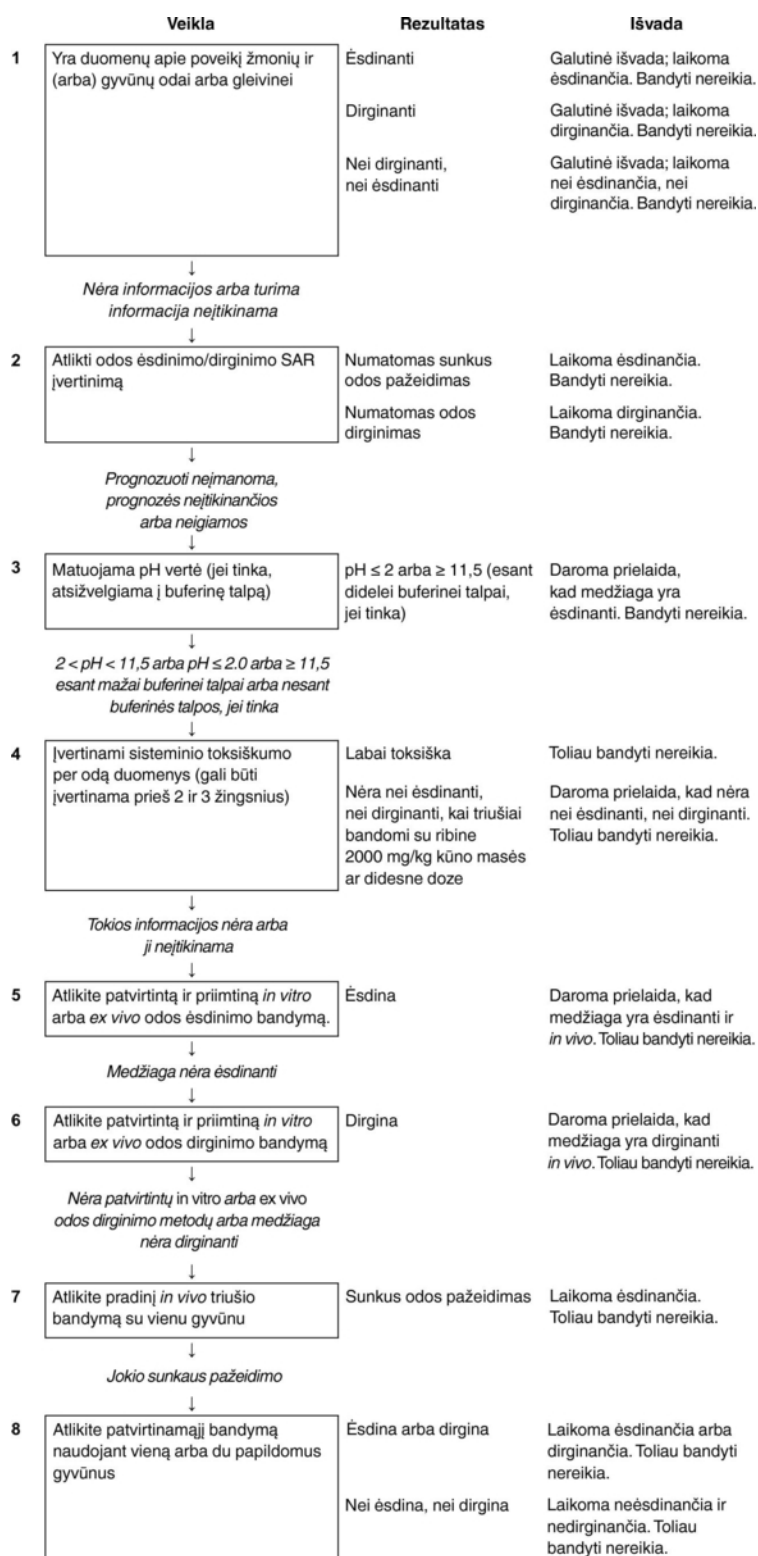 Veikla Rezultatas Išvada
1 Yra duomenų apie poveikį žmonių ir
(arba) gyvūnų odai arba gleivinei
Ėsdinanti
Galutinė išvada; laikoma
ėsdinančia. Bandyti nereikia.
Dirginanti
Galutinė išvada; laikoma
dirginančia. Bandyti nereikia.
Nei dirginanti,
nei ėsdinanti
Galutinė išvada; laikoma
nei ėsdinančia, nei
dirginančia. Bandyti nereikia.
↓
Nėra informacijos arba turima
informacija neįtikinama
↓
2 Atlikti odos ėsdinimo/dirginimo SAR
įvertinimą
Numatomas sunkus
odos pažeidimas
Laikoma ėsdinančia.
Bandyti nereikia.
Numatomas odos
dirginimas
Laikoma dirginančia.
Bandyti nereikia.
↓
Prognozuoti neįmanoma,
prognozės neįtikinančios
arba neigiamos
↓
3 Matuojama pH vertė (jei tinka,
atsižvelgiama į buferinę talpą)
pH ≤ 2 arba ≥ 11,5 (esant
didelei buferinei talpai,
jei tinka)
Daroma prielaida,
kad medžiaga yra
ėsdinanti. Bandyti nereikia.
↓
2 < pH < 11,5 arba pH ≤ 2.0 arba ≥ 11,5
esant mažai buferinei talpai arba nesant
buferinės talpos, jei tinka
↓
4 Įvertinami sisteminio toksiškumo
per odą duomenys (gali būti
įvertinama prieš 2 ir 3 žingsnius)
Labai toksiška
Toliau bandyti nereikia.
Nėra nei ėsdinanti,
nei dirginanti, kai triušiai
bandomi su ribine
2000 mg/kg kūno masės
ar didesne doze
Daroma prielaida, kad nėra
nei ėsdinanti, nei dirginanti.
Toliau bandyti nereikia.
↓
Tokios informacijos nėra arba
ji neįtikinama
↓
5 Atlikite patvirtintą ir priimtiną in vitro
arba ex vivo odos ėsdinimo bandymą.
Ėsdina
Daroma prielaida, kad
medžiaga yra ėsdinanti ir
in vivo. Toliau bandyti nereikia.
↓
Medžiaga nėra ėsdinanti
↓
6 Atlikite patvirtintą ir priimtiną in vitro
arba ex vivo odos dirginimo bandymą
Dirgina
Daroma prielaida, kad
medžiaga yra dirginanti
in vivo. Toliau bandyti nereikia.
↓
Nėra patvirtintų in vitro arba ex vivo
odos dirginimo metodų arba medžiaga
nėra dirginanti
↓
7 Atlikite pradinį in vivo triušio
bandymą su vienu gyvūnu
Sunkus odos pažeidimas
Laikoma ėsdinančia.
Toliau bandyti nereikia.
↓
Jokio sunkaus pažeidimo
↓
8 Atlikite patvirtinamąjį bandymą
naudojant vieną arba du papildomus
gyvūnus
Ėsdina arba dirgina
Laikoma ėsdinančia arba
dirginančia. Toliau bandyti
nereikia.
Nei ėsdina, nei dirgina
Laikoma neėsdinančia ir
nedirginančia. Toliau
bandyti nereikia.